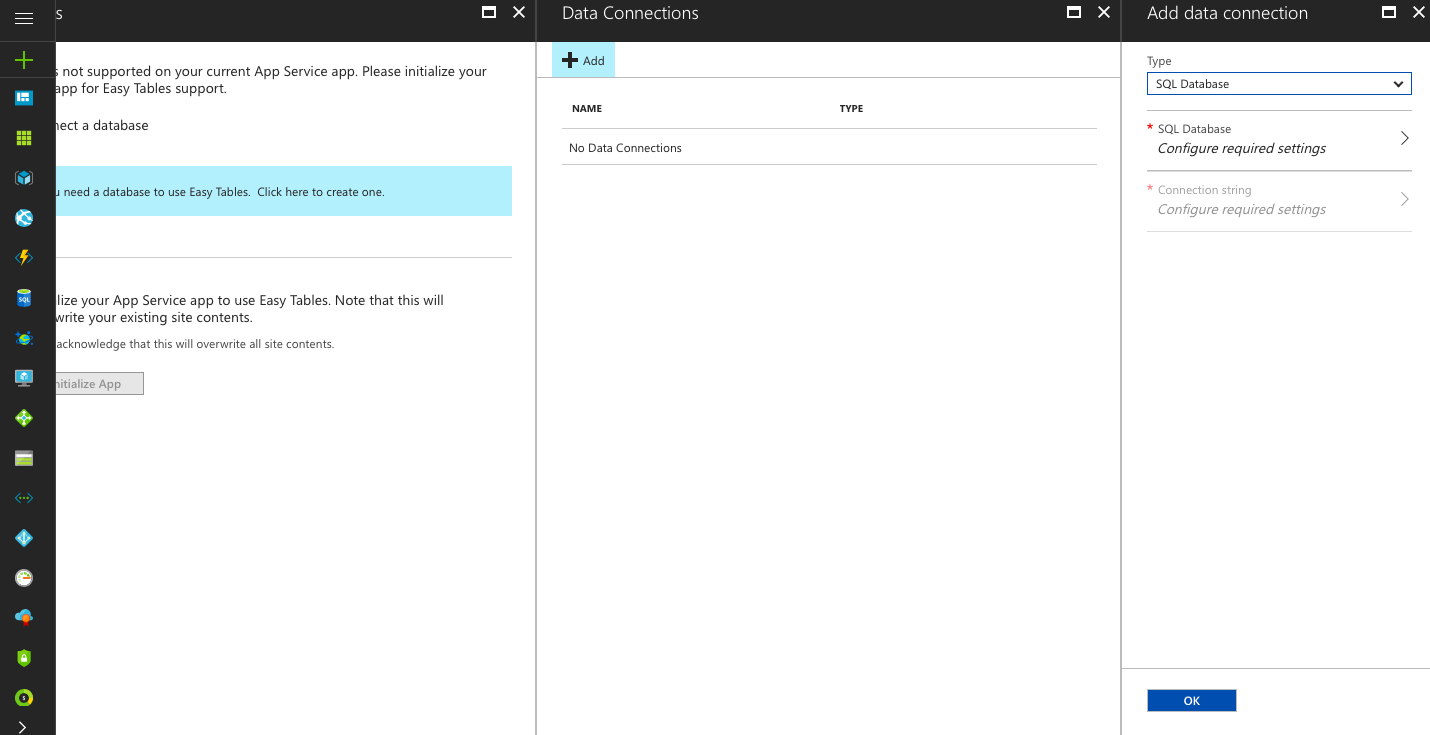 s
s not supported on your current App Service app. Please initialize your
app for Easy Tables support.
nect a database
u need a database to use Easy Tables. Click here to create one.
lize your App Service app to use Easy Tables. Note that this will
write your existing site contents.
acknowledge that this will overwrite all site contents.
nitialize App
Data Connections
Add
NAME TYPE
No Data Connections
Add data connection
Type
SQL Database
* SQL Database
Configure required settings
* Connection string
Configure required settings
OK
SQL